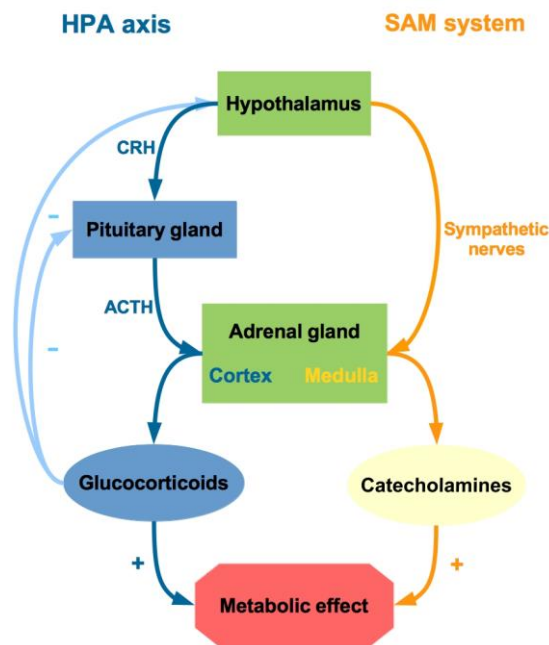 HPA axis
SAM system
Hypothalamus
CRH
-
Pituitary gland
Sympathetic
nerves
ACTH
Adrenal gland
-
Cortex
Medulla
Glucocorticoids
Catecholamines
+
+
Metabolic effect